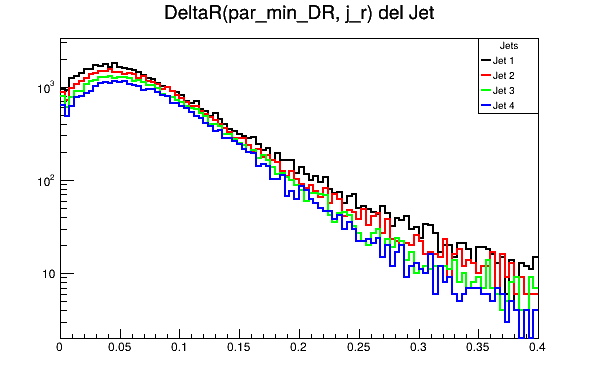 DeltaR(par_min_DR, j_r) del Jet
Jets
Jet 1
Jet 2
Jet 3
Jet 4
10³
10²
10
0 0.05 0.1 0.15 0.2 0.25 0.3 0.35 0.4